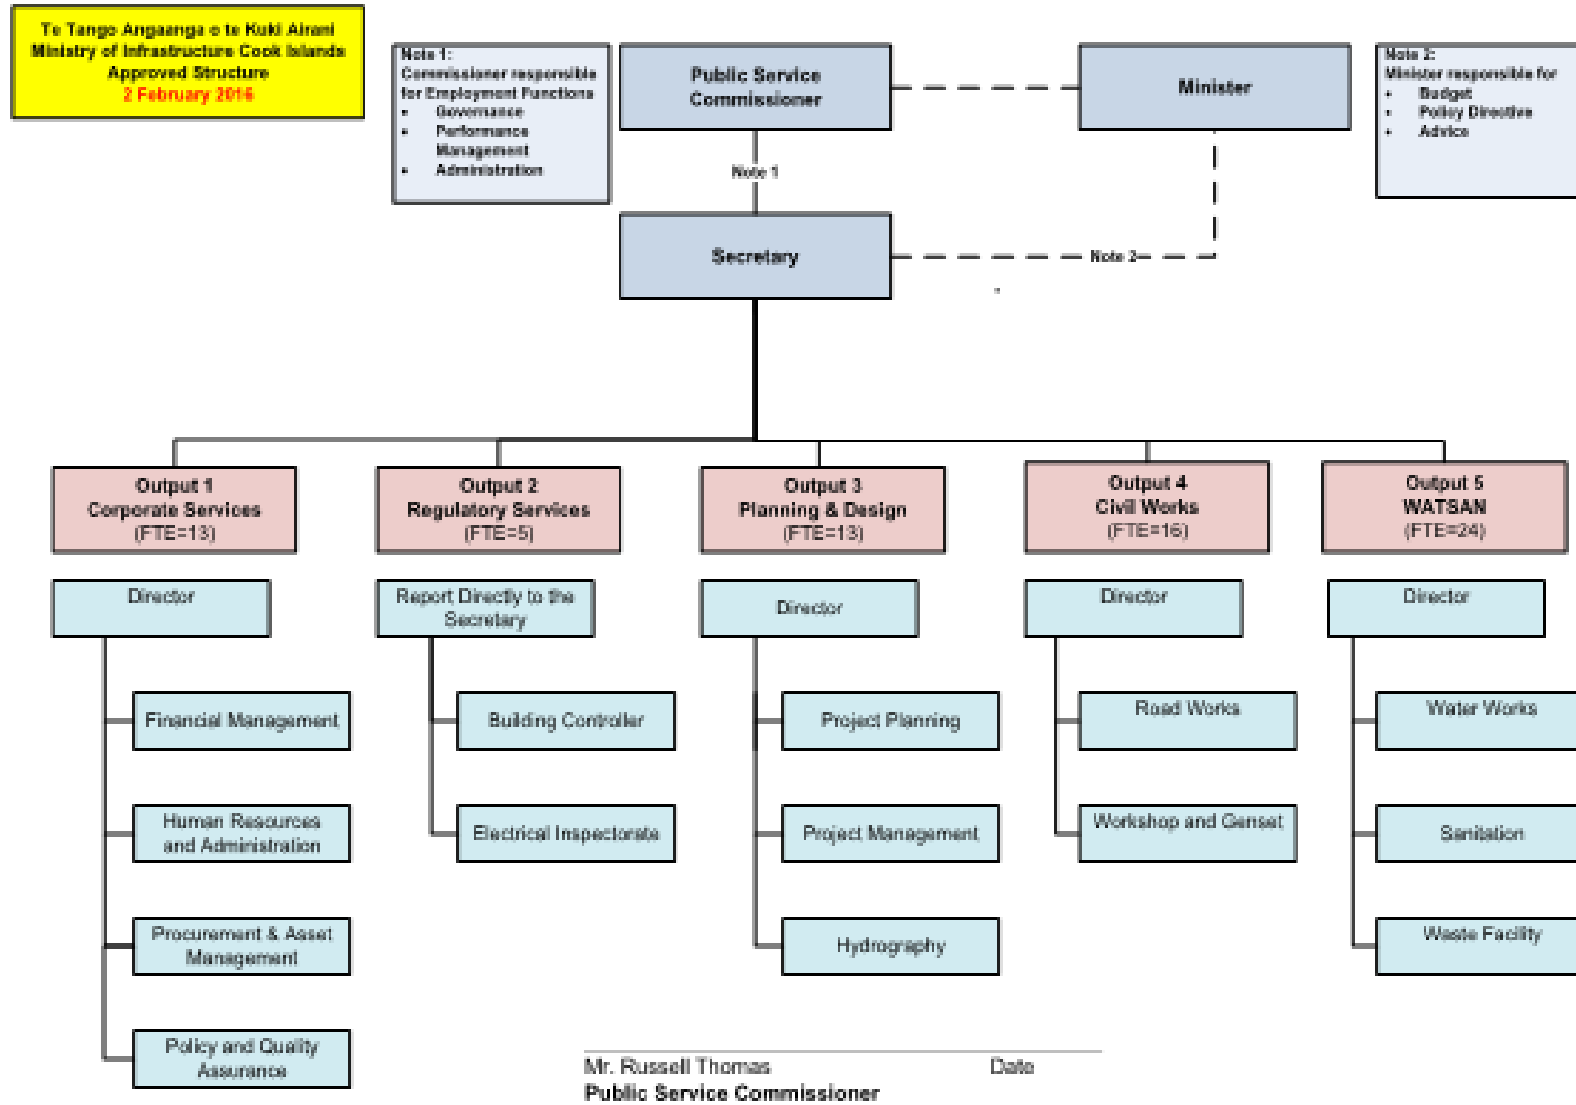 Te Tango Angaanga o te Kuki Airani
Ministry of Infrastructure Cook Islands
Approved Structure
2 February 2016
Note 1:
Commissioner responsible
for Employment Functions
• Governance
• Performance
Management
• Administration
Public Service
Commissioner
Minister
Note 2:
Minister responsible for
• Budget
• Policy Directive
• Advice
Note 1
Secretary
Note 2
Output 1
Corporate Services
(FTE=13)
Output 2
Regulatory Services
(FTE=5)
Output 3
Planning & Design
(FTE=13)
Output 4
Civil Works
(FTE=16)
Output 5
WATSAN
(FTE=24)
Director
Report Directly to the
Secretary
Director
Director
Director
Financial Management
Building Controller
Project Planning
Road Works
Water Works
Human Resources
and Administration
Electrical Inspectorate
Project Management
Workshop and Genset
Sanitation
Procurement & Asset
Management
Hydrography
Waste Facility
Policy and Quality
Assurance
Mr. Russell Thomas Date
Public Service Commissioner